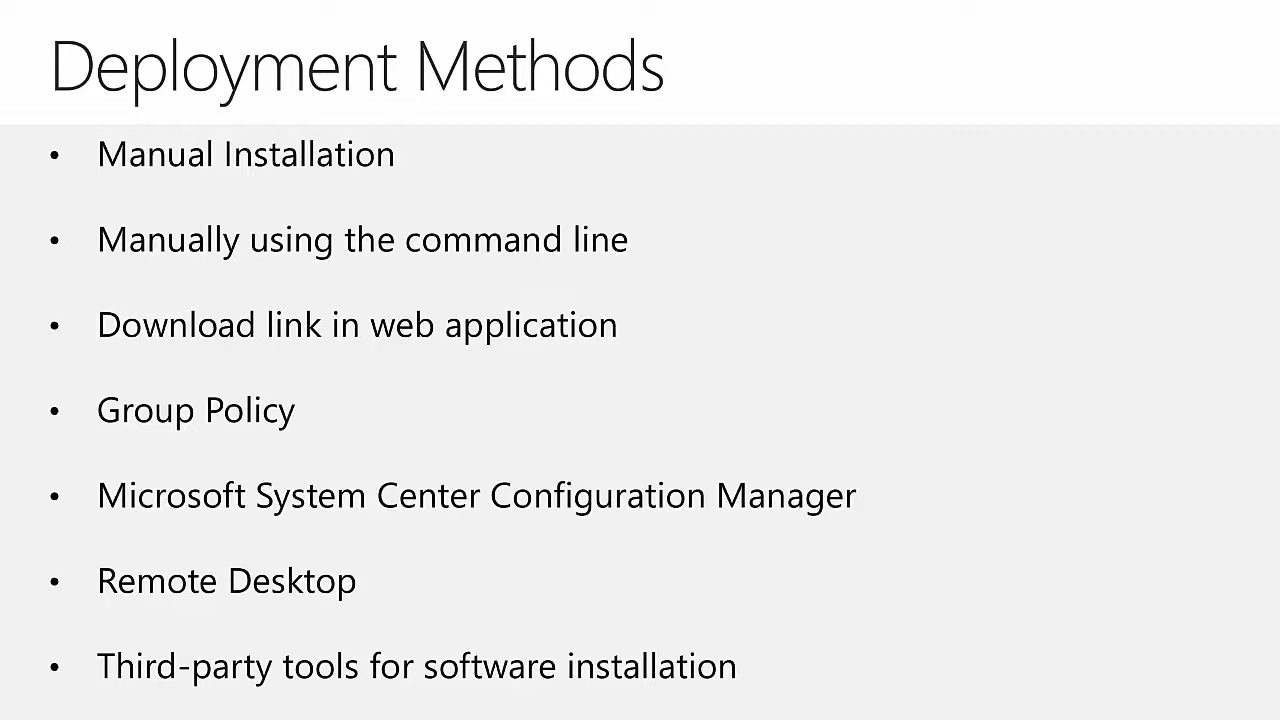 Deployment Methods
• Manual Installation
• Manually using the command line
• Download link in web application
• Group Policy
• Microsoft System Center Configuration Manager
• Remote Desktop
• Third-party tools for software installation